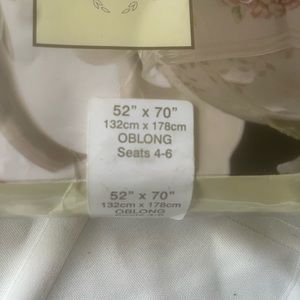 52" x 70"
132cm x 178cm
OBLONG
Seats 4-6
52" x 70"
132cm x 178cm
OBLONG